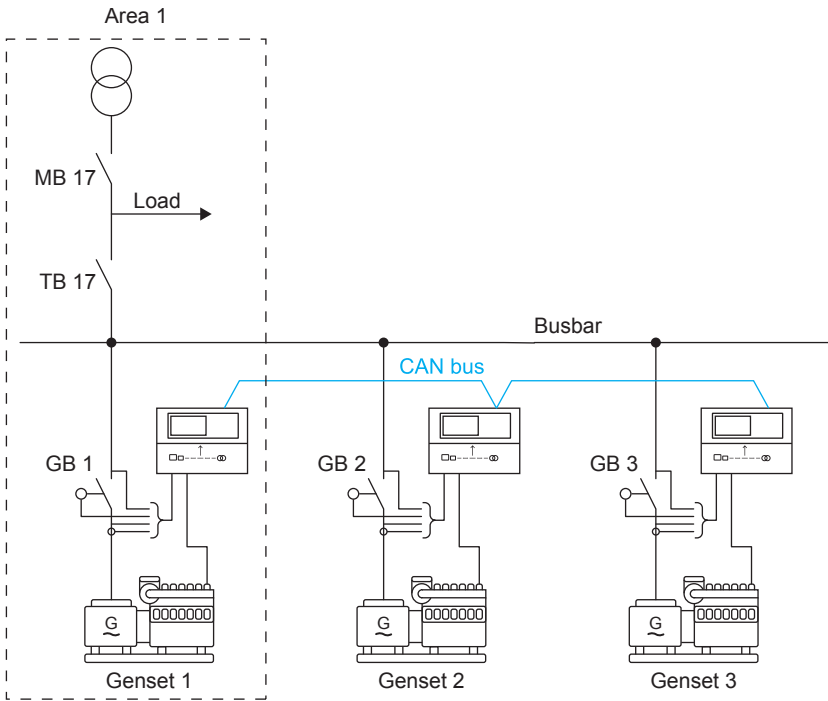 Area 1
MB 17
Load
TB 17
Busbar
CAN bus
GB 1
GB 2
GB 3
G
G
G
Genset 1
Genset 2
Genset 3